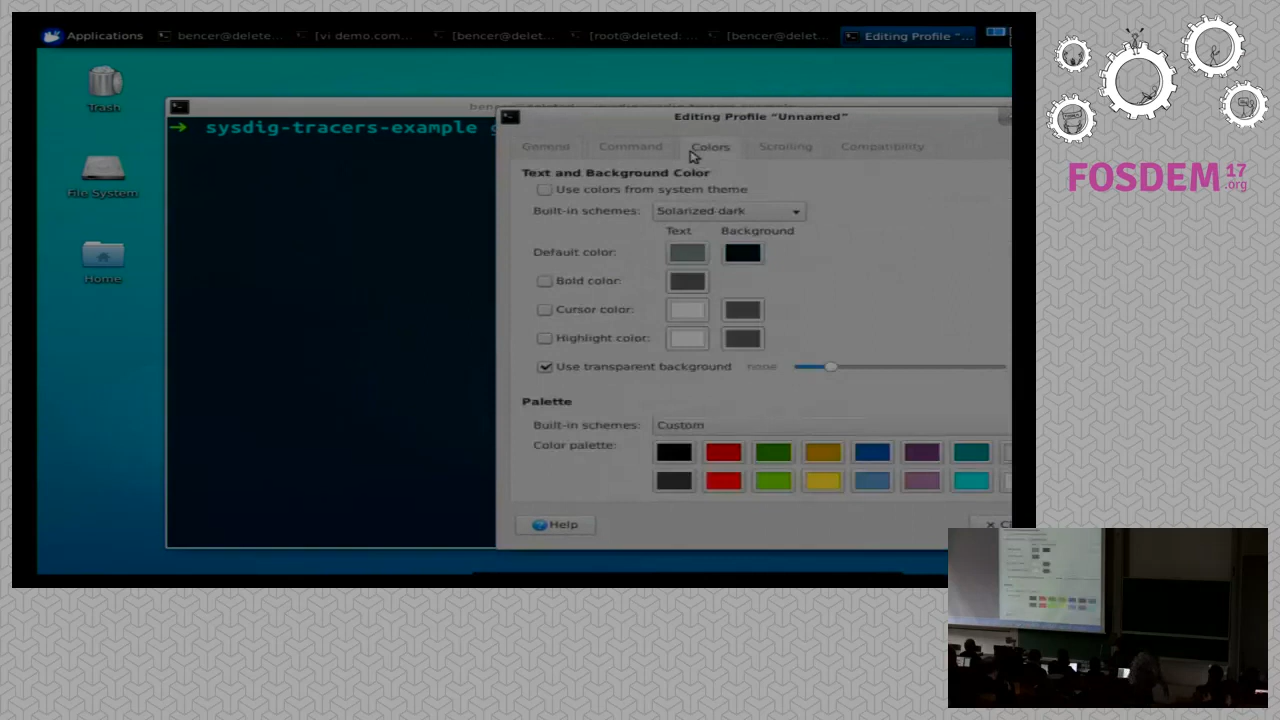 Applications bencer@delete... [vi demo.com... [bencer@delet... [root@deleted: ... [bencer@delet... Editing Profile "...
Trash
File System
Home
sysdig-tracers-example
Editing Profile "Unnamed"
General Command Colors Scrolling Compatibility
Text and Background Color
Use colors from system theme
Built-in schemes: Solarized dark
Text Background
Default color:
Bold color:
Cursor color:
Highlight color:
Use transparent background none
Palette
Built-in schemes: Custom
Color palette:
Help
FOSDEM 17
.org